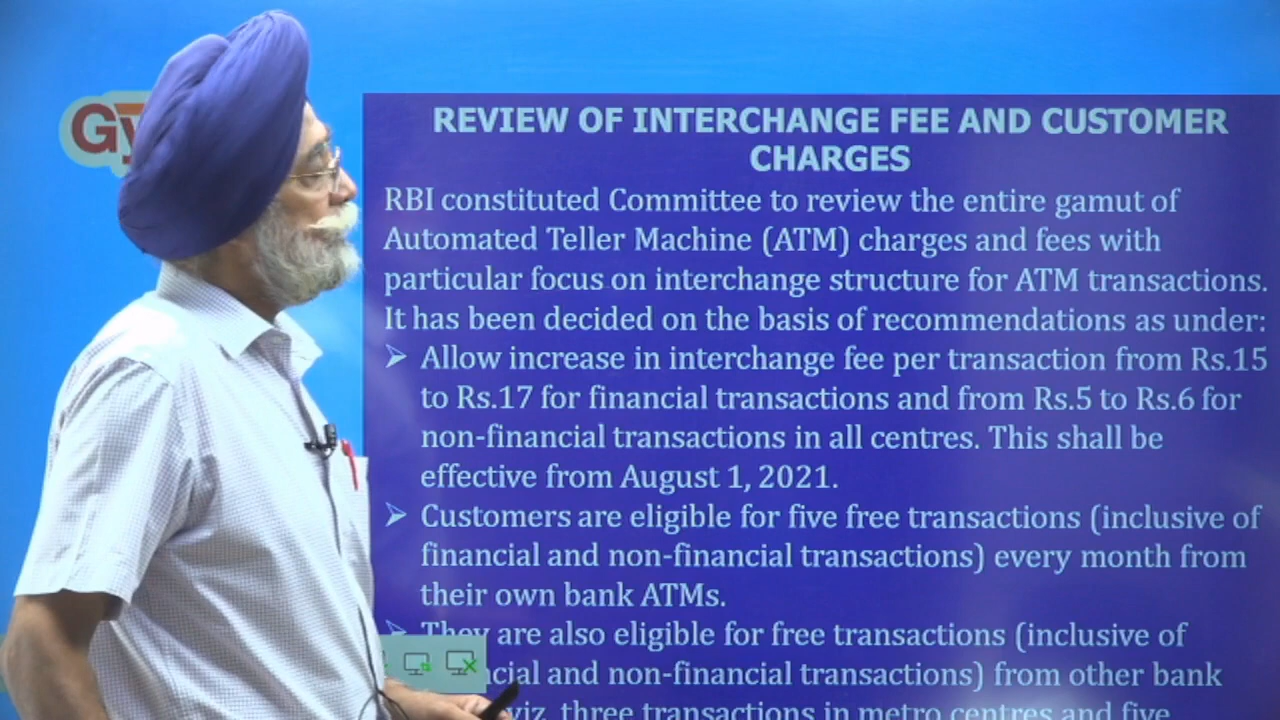 Gy
REVIEW OF INTERCHANGE FEE AND CUSTOMER
CHARGES
RBI constituted Committee to review the entire gamut of
Automated Teller Machine (ATM) charges and fees with
particular focus on interchange structure for ATM transactions.
It has been decided on the basis of recommendations as under:
➢ Allow increase in interchange fee per transaction from Rs.15
to Rs.17 for financial transactions and from Rs.5 to Rs.6 for
non-financial transactions in all centres. This shall be
effective from August 1, 2021.
➢ Customers are eligible for five free transactions (inclusive of
financial and non-financial transactions) every month from
their own bank ATMs.
➢ They are also eligible for free transactions (inclusive of
cial and non-financial transactions) from other bank
viz. three transactions in metro centres and five